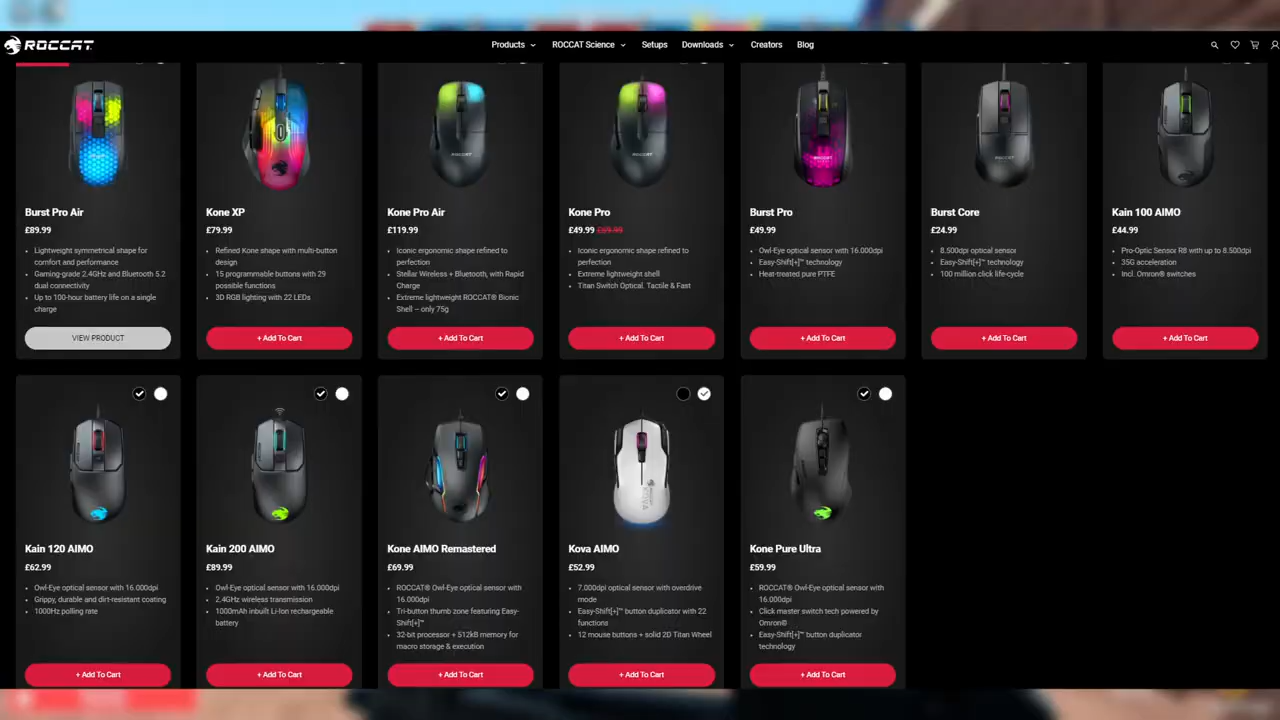 ROCCAT
Products
ROCCAT Science
Setups
Downloads
Creators
Blog
Burst Pro Air
£89.99
Lightweight symmetrical shape for
comfort and performance
Gaming-grade 2.4GHz and Bluetooth 5.2
dual connectivity
Up to 100-hour battery life on a single
charge
VIEW PRODUCT
Kone XP
£79.99
Refined Kone shape with multi-button
design
15 programmable buttons with 29
possible functions
3D RGB lighting with 22 LEDs
+ Add To Cart
Kone Pro Air
£119.99
Iconic ergonomic shape refined to
perfection
Stellar Wireless + Bluetooth, with Rapid
Charge
Extreme lightweight ROCCAT® Bionic
Shell – only 75g
+ Add To Cart
Kone Pro
£49.99 £69.99
Iconic ergonomic shape refined to
perfection
Extreme lightweight shell
Titan Switch Optical. Tactile & Fast
+ Add To Cart
Burst Pro
£49.99
Owl-Eye optical sensor with 16.000dpi
Easy-Shift[+]™ technology
Heat-treated pure PTFE
+ Add To Cart
Burst Core
£24.99
8.500dpi optical sensor
Easy-Shift[+]™ technology
100 million click life-cycle
+ Add To Cart
Kain 100 AIMO
£44.99
Pro-Optic Sensor R8 with up to 8.500dpi
35G acceleration
Incl. Omron® switches
+ Add To Cart
Kain 120 AIMO
£62.99
Owl-Eye optical sensor with 16.000dpi
Grippy, durable and dirt-resistant coating
1000Hz polling rate
+ Add To Cart
Kain 200 AIMO
£89.99
Owl-Eye optical sensor with 16.000dpi
2,4GHz wireless transmission
1000mAh inbuilt Li-Ion rechargeable
battery
+ Add To Cart
Kone AIMO Remastered
£69.99
ROCCAT® Owl-Eye optical sensor with
16.000dpi
Tri-button thumb zone featuring Easy-
Shift[+]™
32-bit processor + 512kB memory for
macro storage & execution
+ Add To Cart
Kova AIMO
£52.99
7.000dpi optical sensor with overdrive
mode
Easy-Shift[+]™ button duplicator with 22
functions
12 mouse buttons + solid 2D Titan Wheel
+ Add To Cart
Kone Pure Ultra
£59.99
ROCCAT® Owl-Eye optical sensor with
16.000dpi
Click master switch tech powered by
Omron®
Easy-Shift[+]™ button duplicator
technology
+ Add To Cart